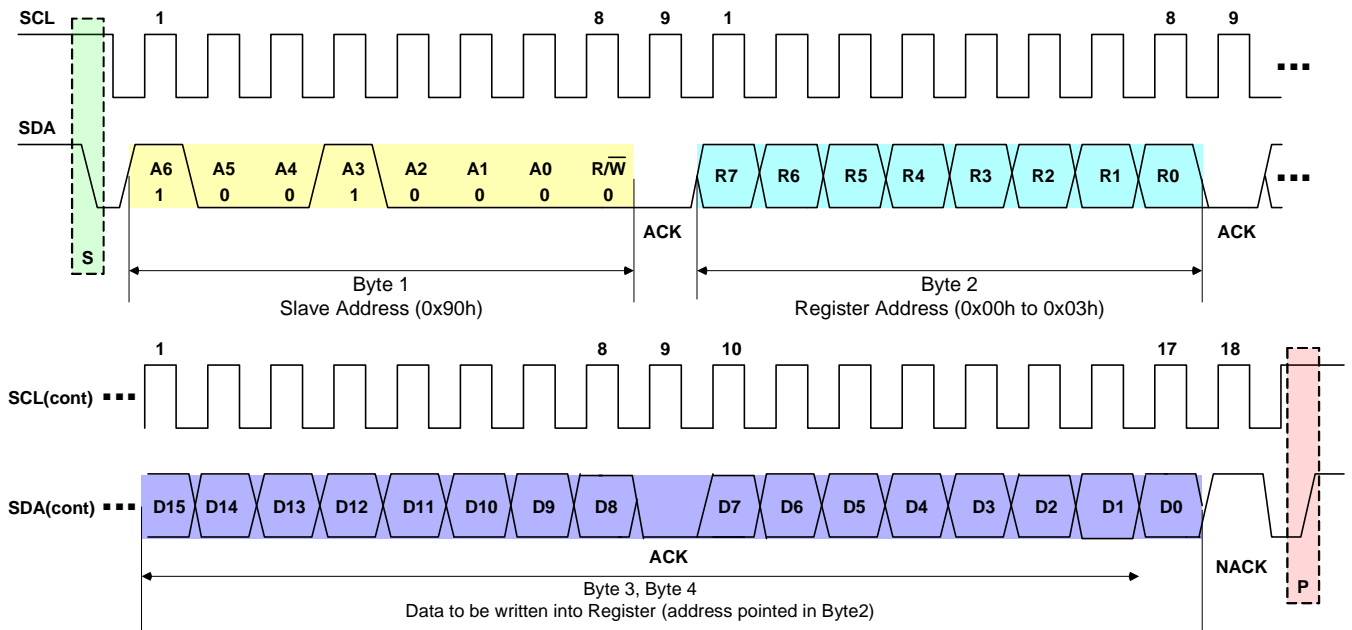 SCL 1 8 9 1 8 9
...
SDA
A6 A5 A4 A3 A2 A1 A0 R/W̅ R7 R6 R5 R4 R3 R2 R1 R0 ...
1 0 0 1 0 0 0 0
ACK ACK
S
Byte 1 Byte 2
Slave Address (0x90h) Register Address (0x00h to 0x03h)
1 8 9 10 17 18
SCL(cont) ...
SDA(cont) ... D15 D14 D13 D12 D11 D10 D9 D8 D7 D6 D5 D4 D3 D2 D1 D0
ACK NACK
Byte 3, Byte 4 P
Data to be written into Register (address pointed in Byte2)